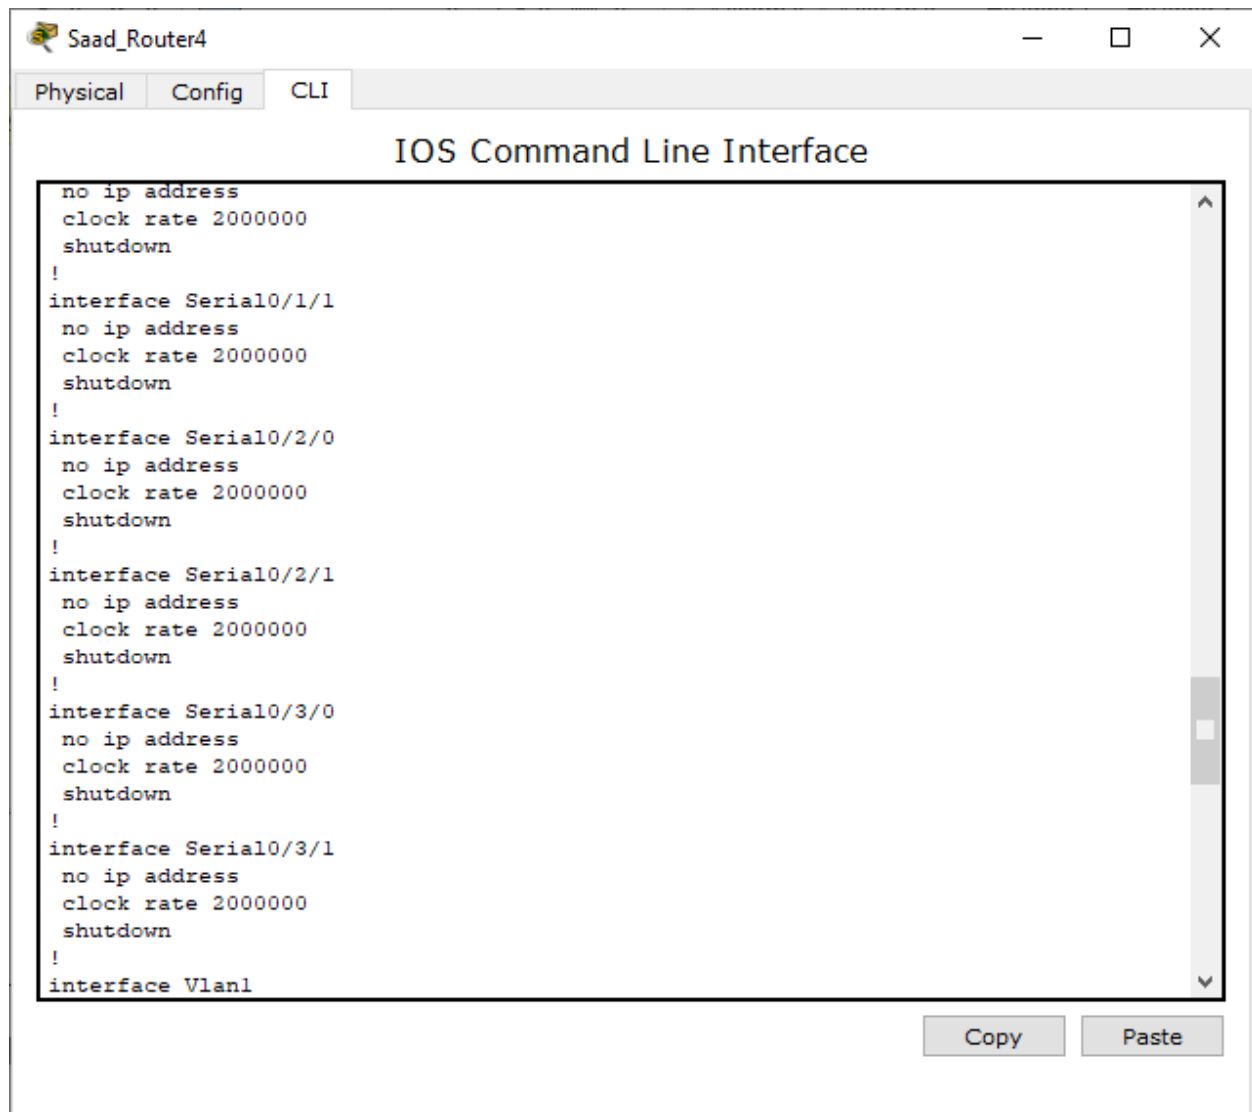 Saad_Router4
Physical Config CLI
IOS Command Line Interface
no ip address
clock rate 2000000
shutdown
!
interface Serial0/1/1
no ip address
clock rate 2000000
shutdown
!
interface Serial0/2/0
no ip address
clock rate 2000000
shutdown
!
interface Serial0/2/1
no ip address
clock rate 2000000
shutdown
!
interface Serial0/3/0
no ip address
clock rate 2000000
shutdown
!
interface Serial0/3/1
no ip address
clock rate 2000000
shutdown
!
interface Vlan1
Copy Paste